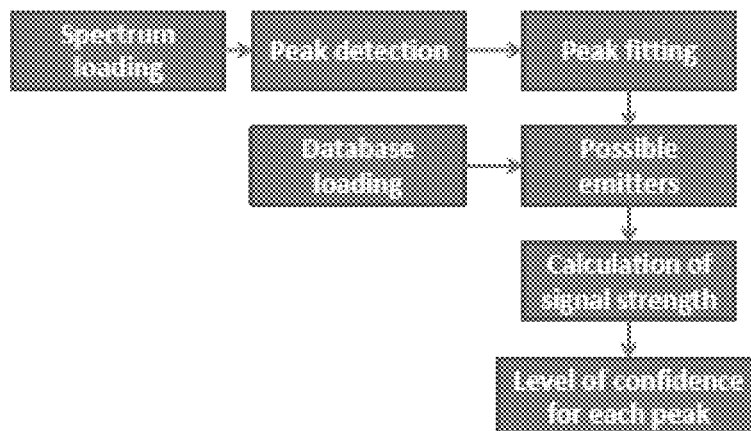 Spectrum
loading
Peak detection
Peak fitting
Database
loading
Possible
emitters
Calculation of
signal strength
Level of confidence
for each peak